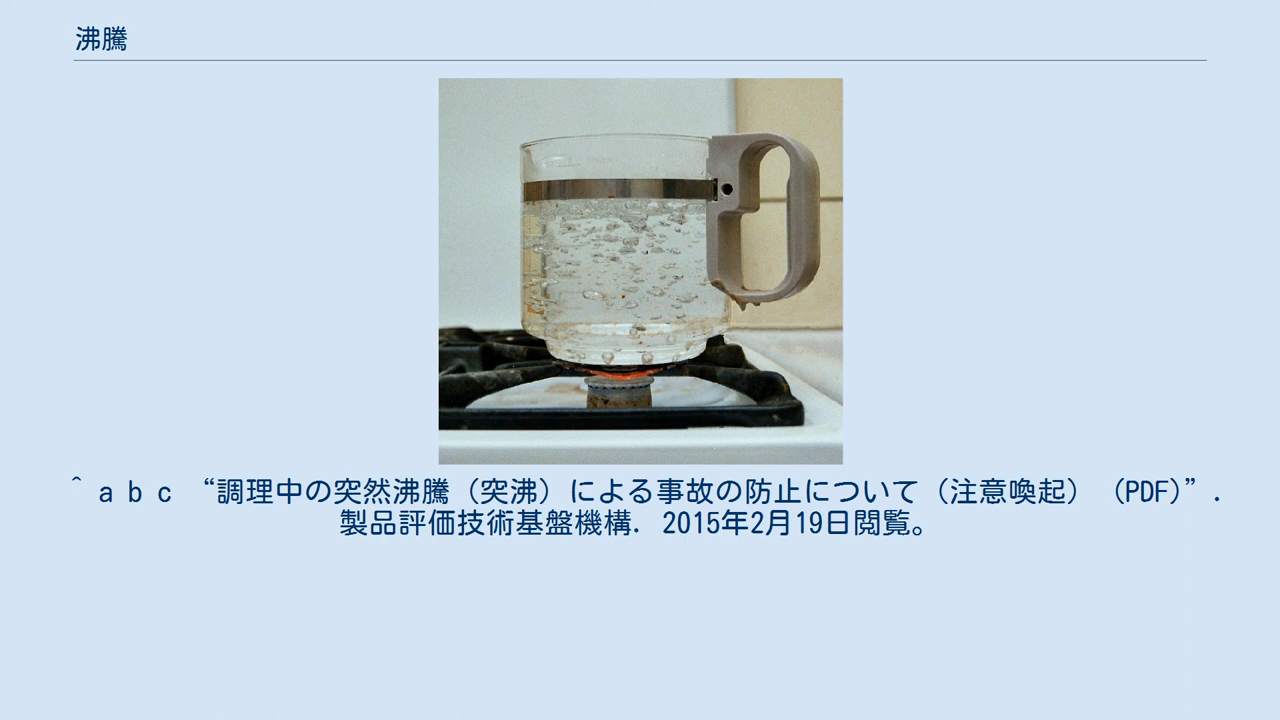 沸騰
^ a b c “調理中の突然沸騰（突沸）による事故の防止について（注意喚起）（PDF）”.
製品評価技術基盤機構. 2015年2月19日閲覧。